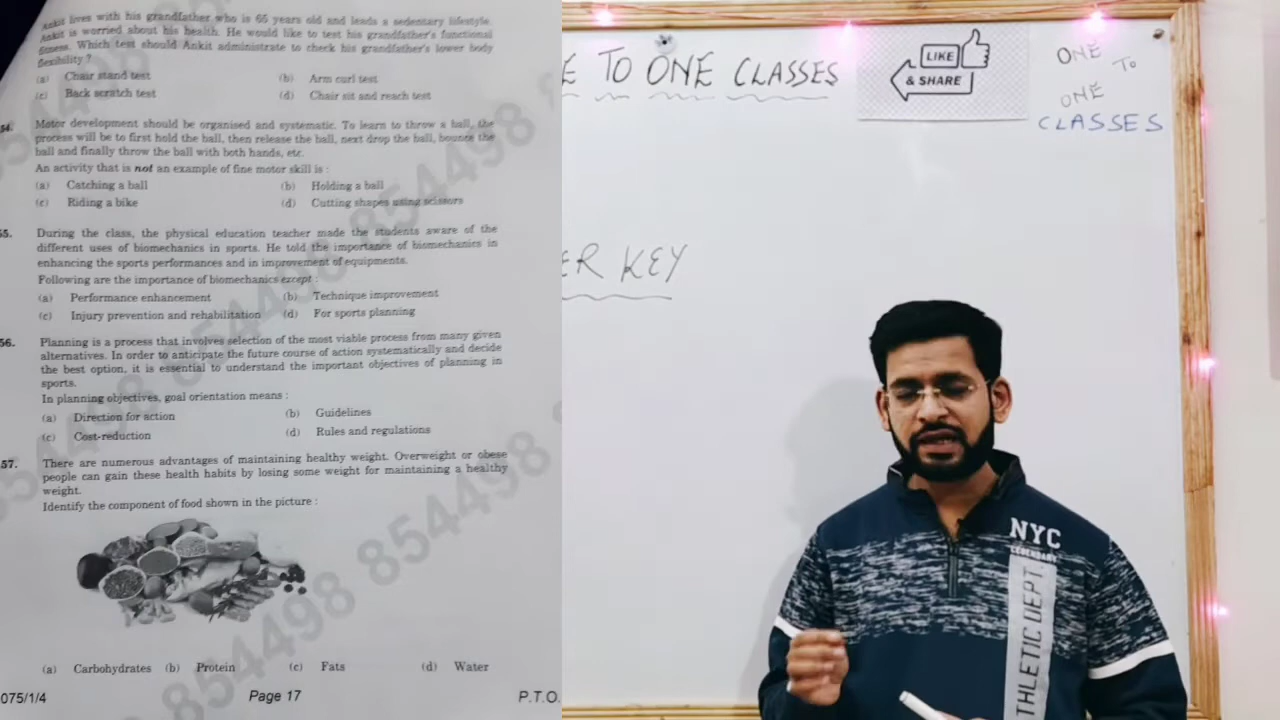 Ankit lives with his grandfather who is 65 years old and leads a sedentary lifestyle.
Ankit is worried about his health. He would like to test his grandfather's functional
fitness. Which test should Ankit administrate to check his grandfather's lower body
flexibility ?
(a) Chair stand test (b) Arm curl test
(c) Back scratch test (d) Chair sit and reach test
54. Motor development should be organised and systematic. To learn to throw a ball, the
process will be to first hold the ball, then release the ball, next drop the ball, bounce the
ball and finally throw the ball with both hands, etc.
An activity that is not an example of fine motor skill is :
(a) Catching a ball (b) Holding a ball
(c) Riding a bike (d) Cutting shapes using scissors
55. During the class, the physical education teacher made the students aware of the
different uses of biomechanics in sports. He told the importance of biomechanics in
enhancing the sports performances and in improvement of equipments.
Following are the importance of biomechanics except :
(a) Performance enhancement (b) Technique improvement
(c) Injury prevention and rehabilitation (d) For sports planning
56. Planning is a process that involves selection of the most viable process from many given
alternatives. In order to anticipate the future course of action systematically and decide
the best option, it is essential to understand the important objectives of planning in
sports.
In planning objectives, goal orientation means :
(a) Direction for action (b) Guidelines
(c) Cost-reduction (d) Rules and regulations
57. There are numerous advantages of maintaining healthy weight. Overweight or obese
people can gain these health habits by losing some weight for maintaining a healthy
weight.
Identify the component of food shown in the picture :
(a) Carbohydrates (b) Protein (c) Fats (d) Water
075/1/4 Page 17 P.T.O.
854498 854498
E TO ONE CLASSES
LIKE
& SHARE
ONE
TO
ONE
CLASSES
ER KEY
NYC
LEGENDARY
THLETIC DEPT.